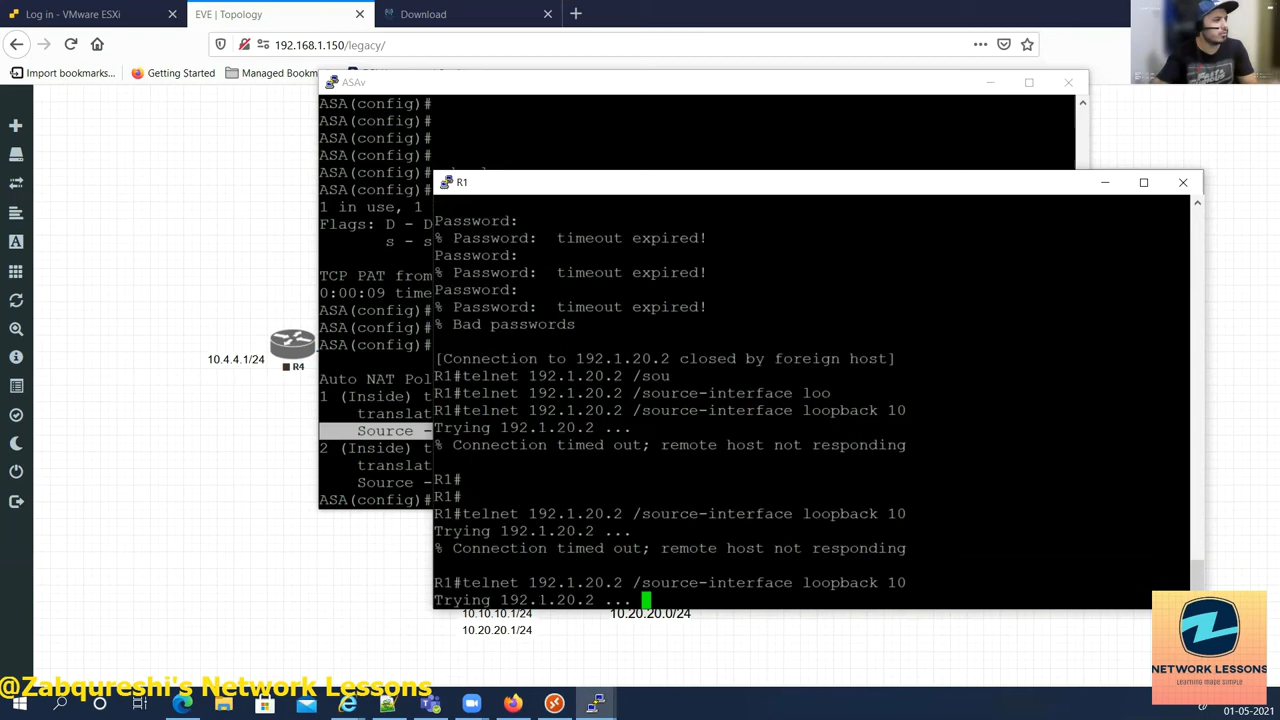 Log in - VMware ESXi
EVE | Topology
Download
192.168.1.150/legacy/
Import bookmarks...
Getting Started
Managed Bookm
ASAv
ASA(config)#
ASA(config)#
ASA(config)#
ASA(config)#
ASA(config)#
ASA(config)#
1 in use, 1
Flags: D - D
s - s
TCP PAT from
0:00:09 time
ASA(config)#
ASA(config)#
ASA(config)#
Auto NAT Pol
1 (Inside) t
translat
Source -
2 (Inside) t
translat
Source -
ASA(config)#
R1
Password:
% Password:  timeout expired!
Password:
% Password:  timeout expired!
Password:
% Password:  timeout expired!
% Bad passwords
[Connection to 192.1.20.2 closed by foreign host]
R1#telnet 192.1.20.2 /sou
R1#telnet 192.1.20.2 /source-interface loo
R1#telnet 192.1.20.2 /source-interface loopback 10
Trying 192.1.20.2 ...
% Connection timed out; remote host not responding
R1#
R1#
R1#telnet 192.1.20.2 /source-interface loopback 10
Trying 192.1.20.2 ...
% Connection timed out; remote host not responding
R1#telnet 192.1.20.2 /source-interface loopback 10
Trying 192.1.20.2 ...
10.4.4.1/24
R4
10.10.10.1/24
10.20.20.0/24
10.20.20.1/24
NETWORK LESSONS
Learning made simple
@Zabqureshi's Network Lessons
01-05-2021